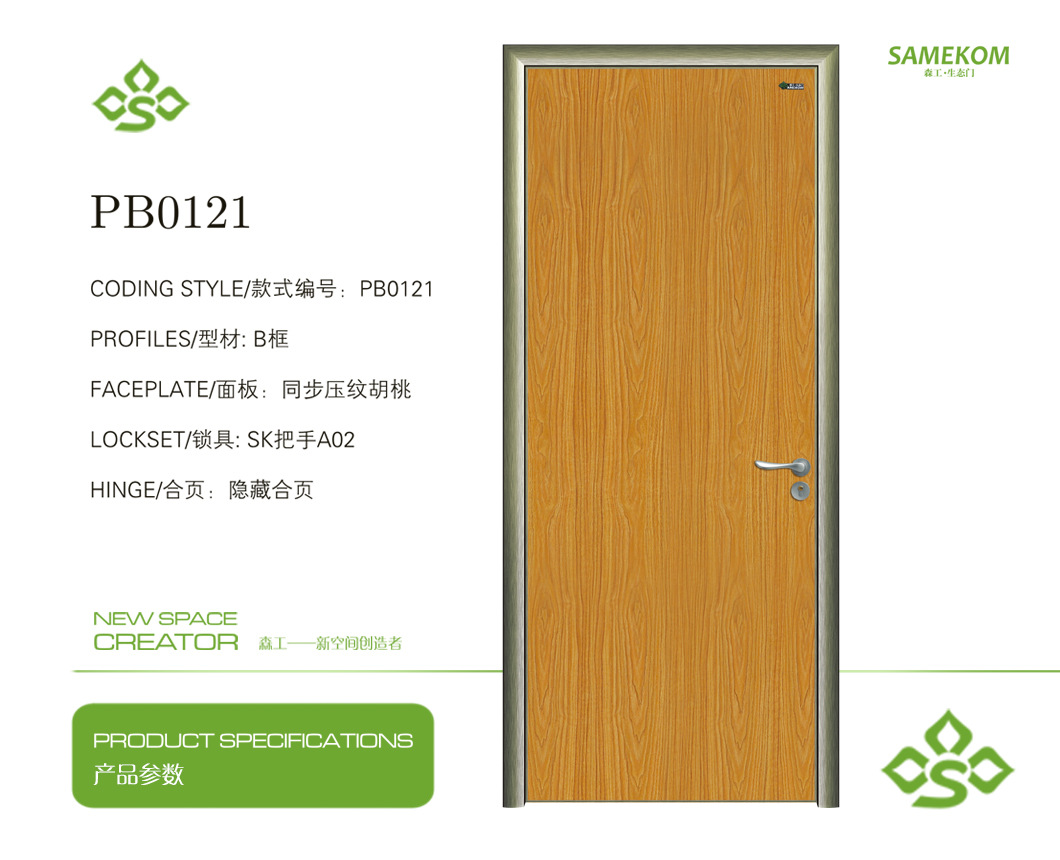 SAMEKOM
森工·生态门
PB0121
CODING STYLE/款式编号：PB0121
PROFILES/型材: B框
FACEPLATE/面板：同步压纹胡桃
LOCKSET/锁具: SK把手A02
HINGE/合页：隐藏合页
NEW SPACE
CREATOR 森工——新空间创造者
PRODUCT SPECIFICATIONS
产品参数